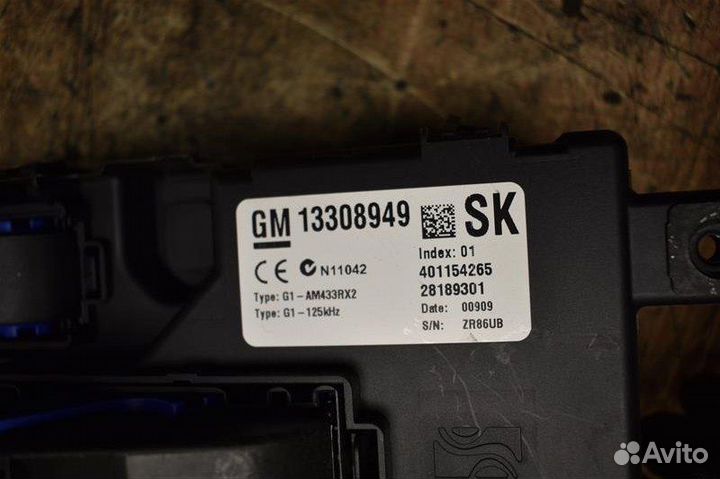 GM 13308949 SK
Index: 01
CE N11042
401154265
28189301
Type: G1-AM433RX2
Date: 00909
Type: G1-125kHz
S/N: ZR86UB
Avito